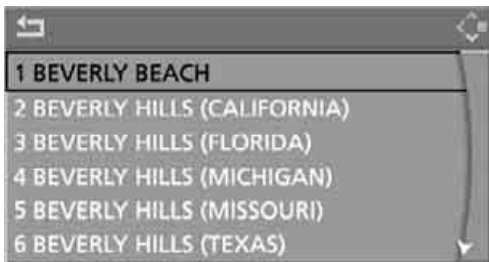 1 BEVERLY BEACH
2 BEVERLY HILLS (CALIFORNIA)
3 BEVERLY HILLS (FLORIDA)
4 BEVERLY HILLS (MICHIGAN)
5 BEVERLY HILLS (MISSOURI)
6 BEVERLY HILLS (TEXAS)